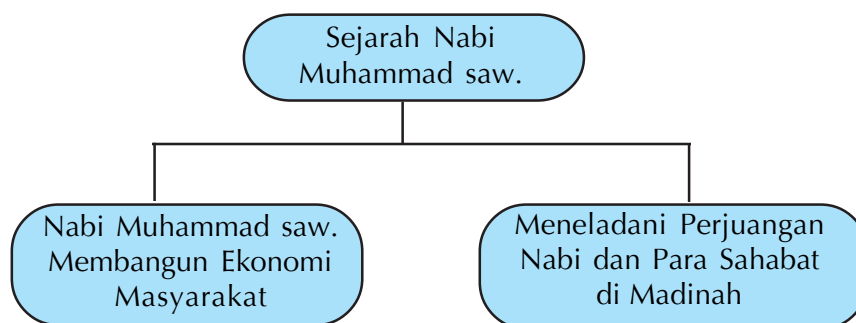 Sejarah Nabi
Muhammad saw.
Nabi Muhammad saw.
Membangun Ekonomi
Masyarakat
Meneladani Perjuangan
Nabi dan Para Sahabat
di Madinah